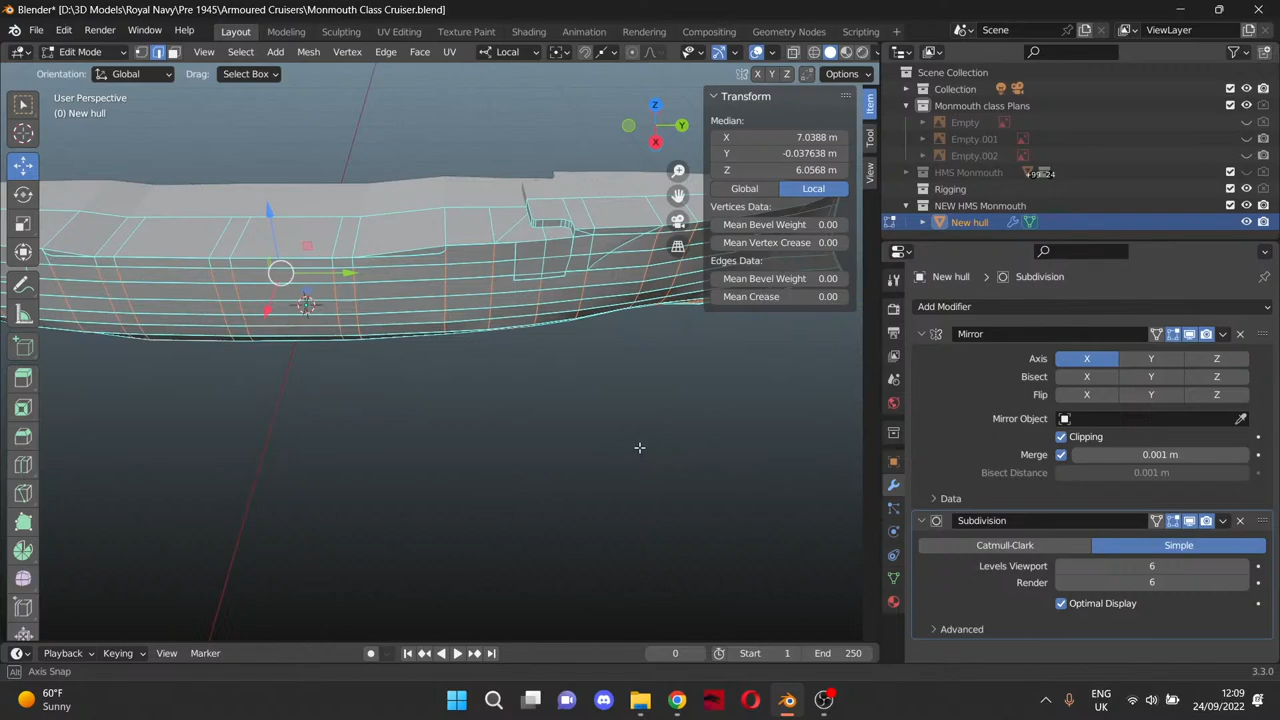 Blender* [D:\3D Models\Royal Navy\Pre 1945\Armoured Cruisers\Monmouth Class Cruiser.blend]
File Edit Render Window Help Layout Modeling Sculpting UV Editing Texture Paint Shading Animation Rendering Compositing Geometry Nodes Scripting Scene ViewLayer
Edit Mode View Select Add Mesh Vertex Edge Face UV Local
Orientation: Global Drag: Select Box X Y Z Options
User Perspective
(0) New hull
Z
Y
X
Transform
Median:
X 7.0388 m
Y -0.037638 m
Z 6.0568 m
Global Local
Vertices Data:
Mean Bevel Weight 0.00
Mean Vertex Crease 0.00
Edges Data:
Mean Bevel Weight 0.00
Mean Crease 0.00
Item
Tool
View
Scene Collection
Collection
Monmouth class Plans
Empty
Empty.001
Empty.002
HMS Monmouth +99 24
Rigging
NEW HMS Monmouth
New hull
New hull Subdivision
Add Modifier
Mirror
Axis X Y Z
Bisect X Y Z
Flip X Y Z
Mirror Object
Clipping
Merge 0.001 m
Bisect Distance 0.001 m
Data
Subdivision
Catmull-Clark Simple
Levels Viewport 6
Render 6
Optimal Display
Advanced
Playback Keying View Marker 0 Start 1 End 250
Alt Axis Snap 3.3.0
60°F
Sunny
ENG
UK
12:09
24/09/2022